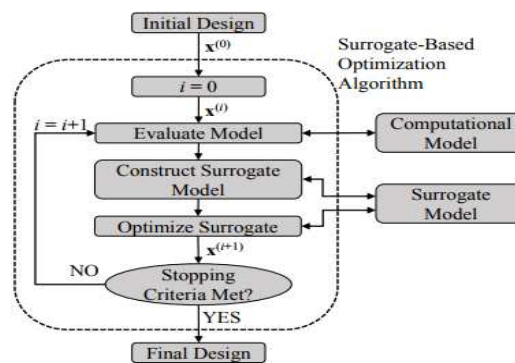 Initial Design
x^(0)
Surrogate-Based
Optimization
Algorithm
i = 0
x^(i)
i = i+1
Evaluate Model
Computational
Model
Construct Surrogate
Model
Surrogate
Model
Optimize Surrogate
x^(i+1)
NO
Stopping
Criteria Met?
YES
Final Design